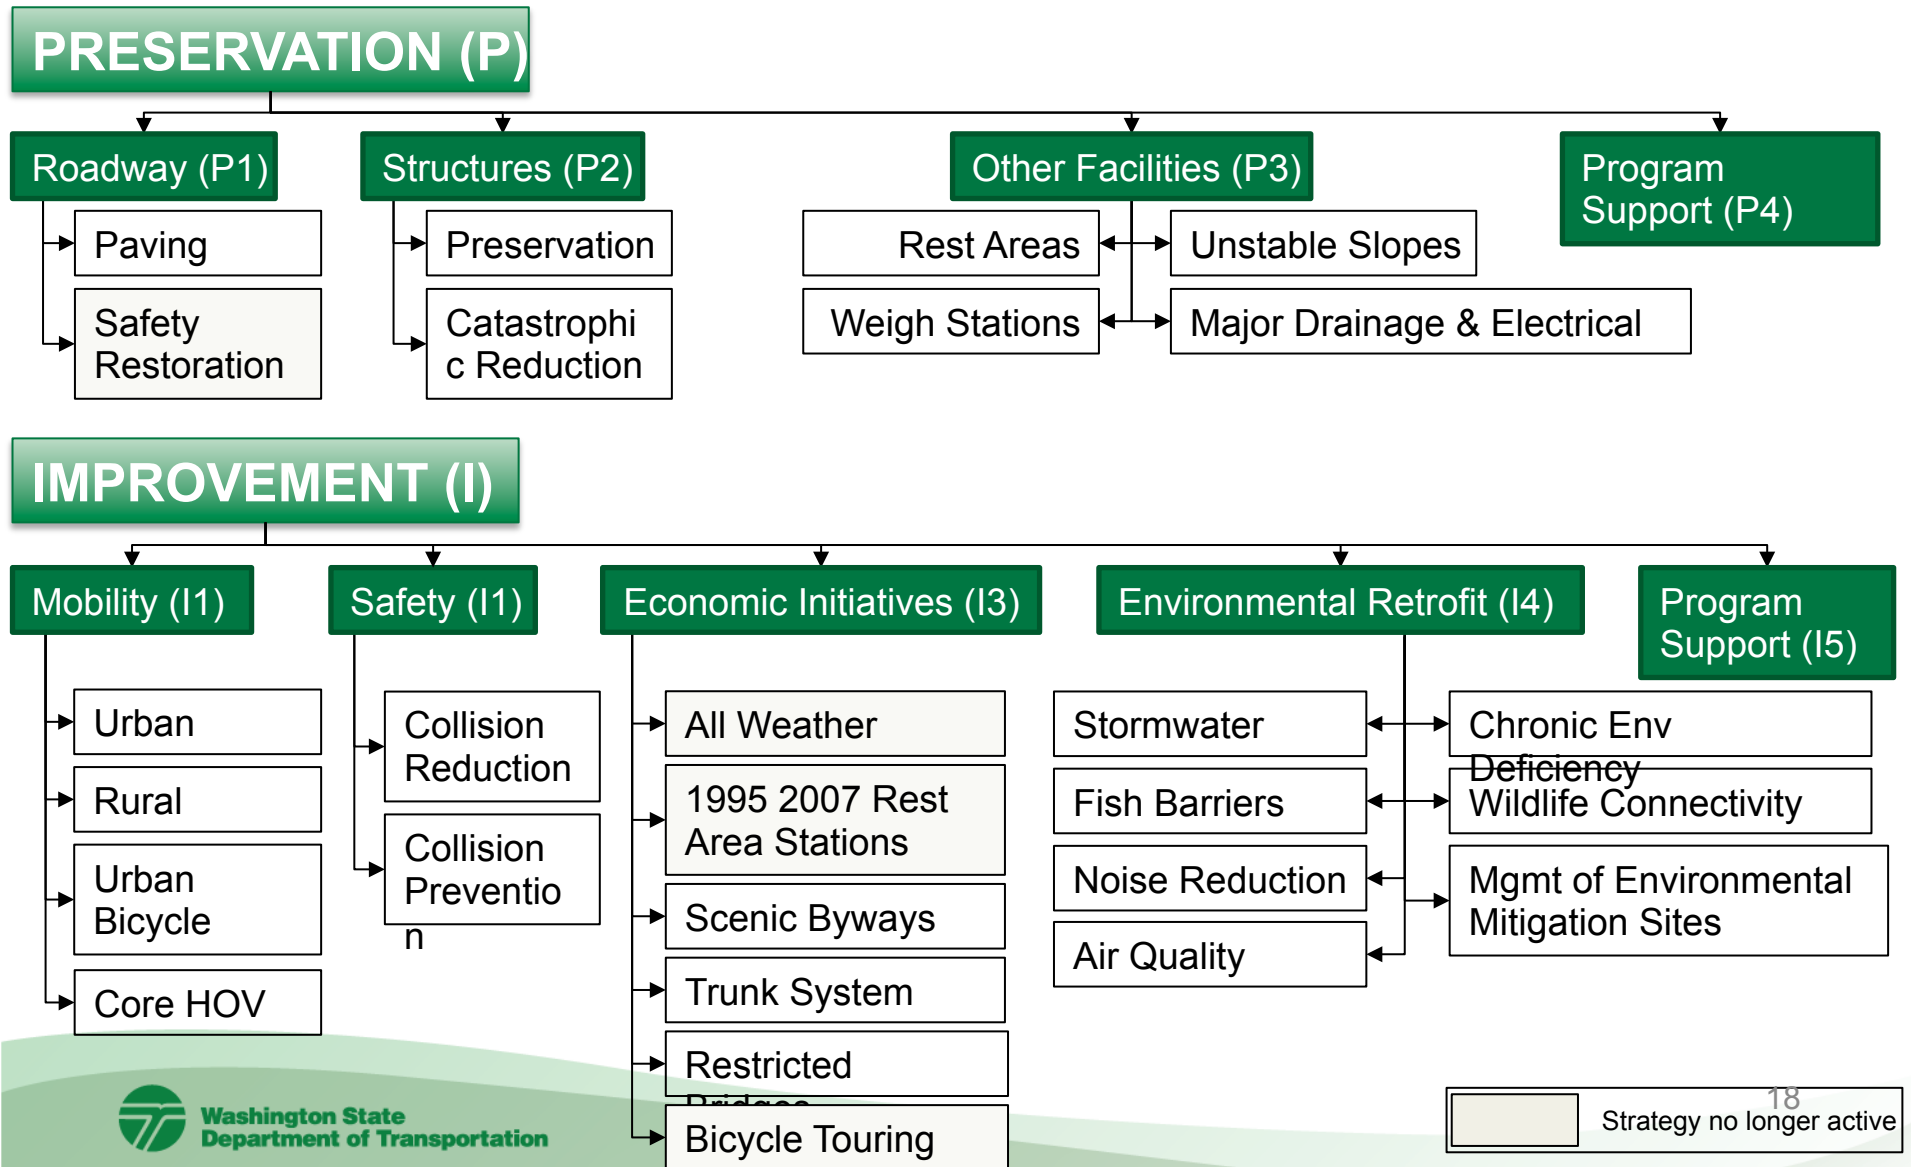 PRESERVATION (P)
Roadway (P1)
Structures (P2)
Other Facilities (P3)
Program
Support (P4)
Paving
Safety
Restoration
Preservation
Catastrophi
c Reduction
Rest Areas
Unstable Slopes
Weigh Stations
Major Drainage & Electrical
IMPROVEMENT (I)
Mobility (I1)
Safety (I1)
Economic Initiatives (I3)
Environmental Retrofit (I4)
Program
Support (I5)
Urban
Rural
Urban
Bicycle
Core HOV
Collision
Reduction
Collision
Preventio
n
All Weather
1995 2007 Rest
Area Stations
Scenic Byways
Trunk System
Restricted
Bridges
Bicycle Touring
Stormwater
Chronic Env
Deficiency
Fish Barriers
Wildlife Connectivity
Noise Reduction
Mgmt of Environmental
Mitigation Sites
Air Quality
Washington State
Department of Transportation
18
Strategy no longer active